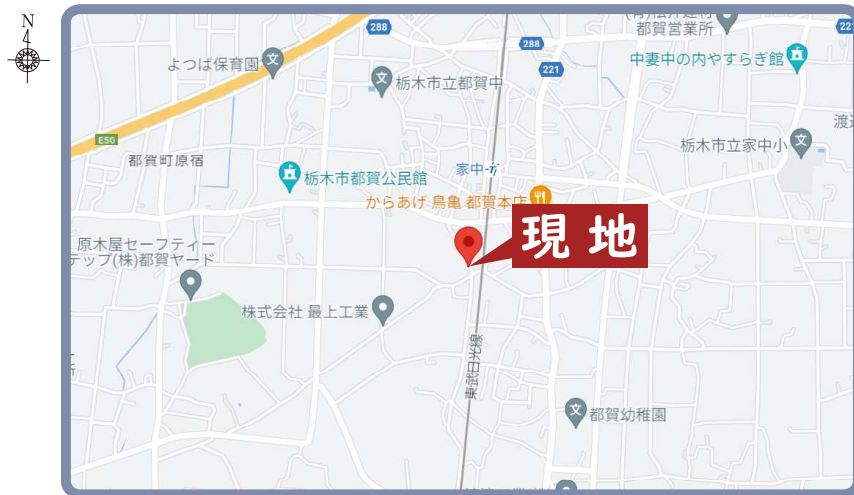 N
288
都賀営業所
22
よつば保育園
288
中妻中の内やすらぎ館
221
栃木市立都賀中
E50
都賀町原宿
栃木市立家中小
家中
栃木市都賀公民館
からあげ 鳥亀 都賀本店
現地
原木屋セーフティー
テップ(株)都賀ヤード
株式会社 最上工業
東武日光線
都賀幼稚園